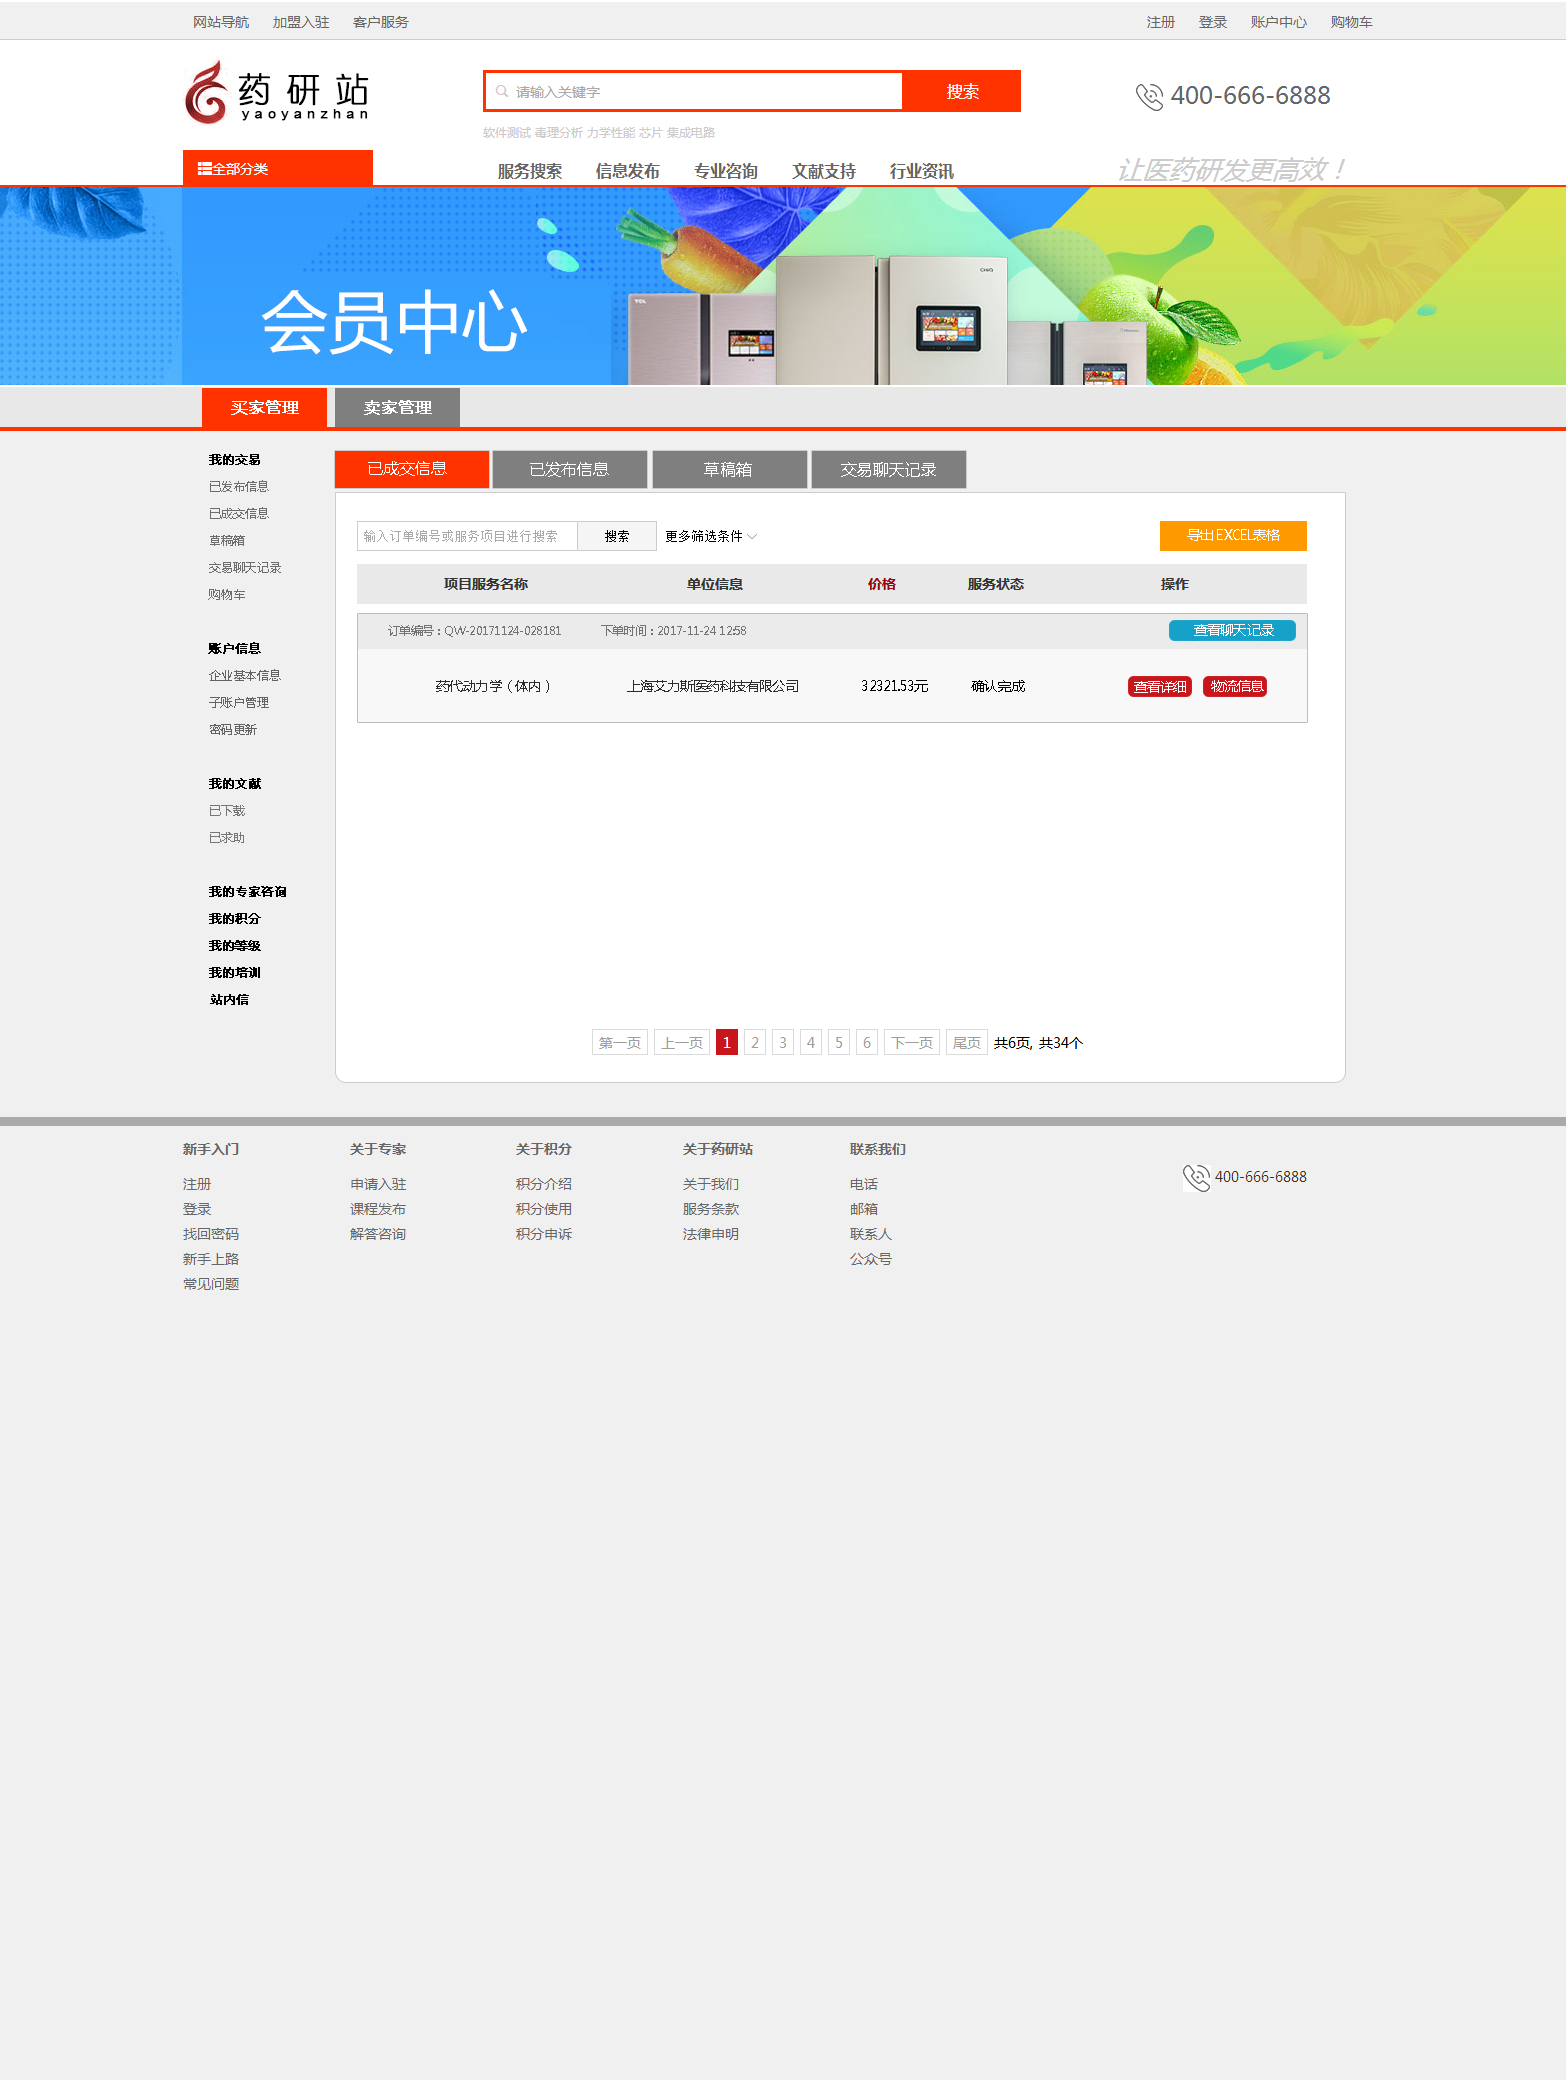 网站导航 加盟入驻 客户服务 注册 登录 账户中心 购物车
药研站
yaoyanzhan
请输入关键字 搜索
400-666-6888
软件测试 毒理分析 力学性能 芯片 集成电路
全部分类 服务搜索 信息发布 专业咨询 文献支持 行业资讯
让医药研发更高效！
会员中心
TCL
CHiQ
买家管理 卖家管理
我的交易
已发布信息
已成交信息
草稿箱
交易聊天记录
购物车
账户信息
企业基本信息
子账户管理
密码更新
我的文献
已下载
已求助
我的专家咨询
我的积分
我的等级
我的培训
站内信
已成交信息 已发布信息 草稿箱 交易聊天记录
输入订单编号或服务项目进行搜索 搜索 更多筛选条件 导出EXCEL表格
项目服务名称 单位信息 价格 服务状态 操作
订单编号：QW-20171124-028181 下单时间：2017-11-24 12:58 查看聊天记录
药代动力学（体内） 上海艾力斯医药科技有限公司 32321.53元 确认完成 查看详细 物流信息
第一页 上一页 1 2 3 4 5 6 下一页 尾页 共6页, 共34个
新手入门 关于专家 关于积分 关于药研站 联系我们
400-666-6888
注册 申请入驻 积分介绍 关于我们 电话
登录 课程发布 积分使用 服务条款 邮箱
找回密码 解答咨询 积分申诉 法律申明 联系人
新手上路 公众号
常见问题